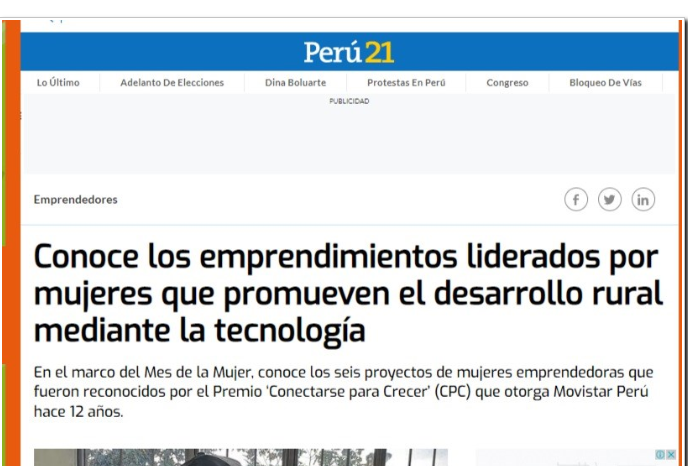 Perú21
Lo Último Adelanto De Elecciones Dina Boluarte Protestas En Perú Congreso Bloqueo De Vías
PUBLICIDAD
Emprendedores
Conoce los emprendimientos liderados por
mujeres que promueven el desarrollo rural
mediante la tecnología
En el marco del Mes de la Mujer, conoce los seis proyectos de mujeres emprendedoras que
fueron reconocidos por el Premio ‘Conectarse para Crecer’ (CPC) que otorga Movistar Perú
hace 12 años.